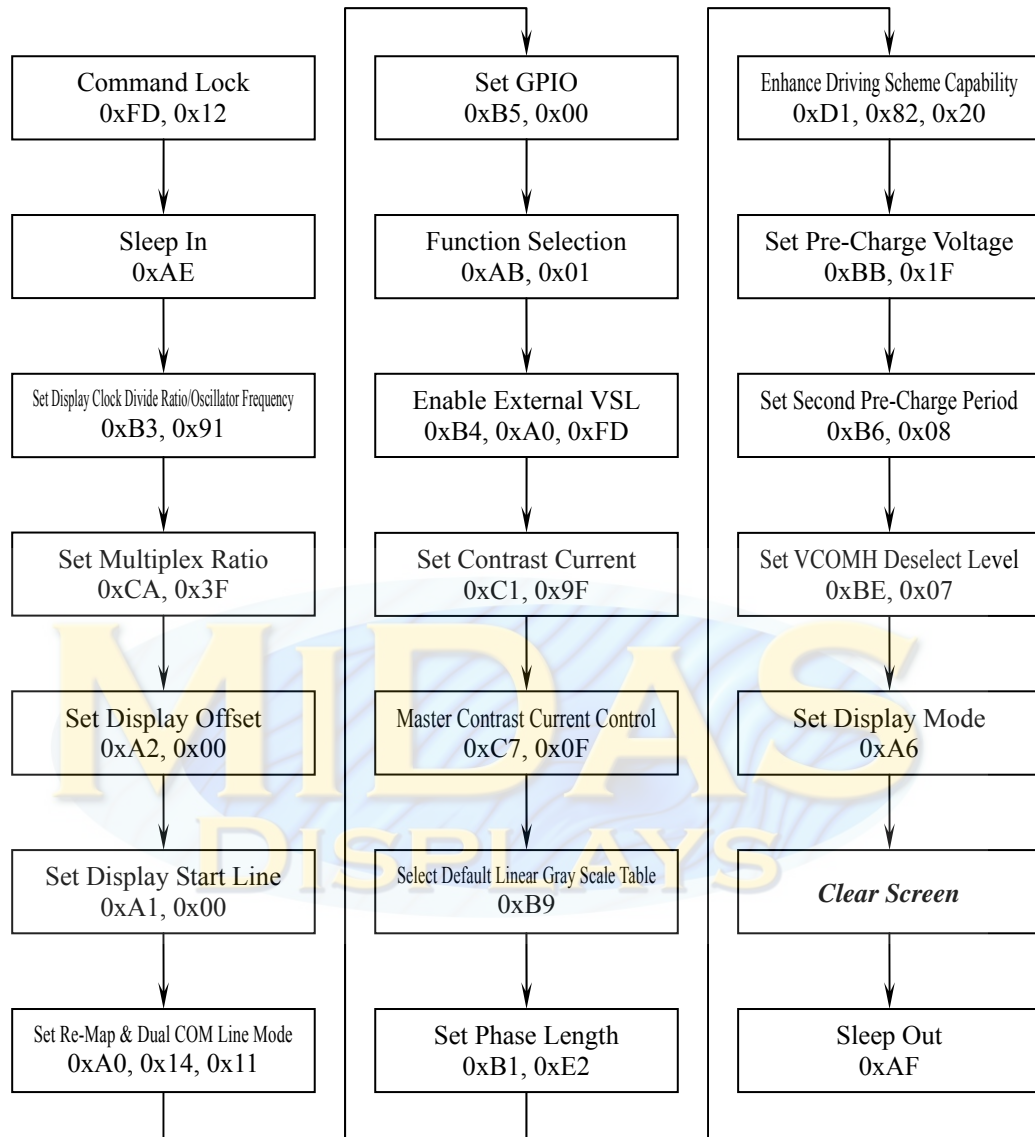 Command Lock
0xFD, 0x12
Sleep In
0xAE
Set Display Clock Divide Ratio/Oscillator Frequency
0xB3, 0x91
Set Multiplex Ratio
0xCA, 0x3F
Set Display Offset
0xA2, 0x00
Set Display Start Line
0xA1, 0x00
Set Re-Map & Dual COM Line Mode
0xA0, 0x14, 0x11
Set GPIO
0xB5, 0x00
Function Selection
0xAB, 0x01
Enable External VSL
0xB4, 0xA0, 0xFD
Set Contrast Current
0xC1, 0x9F
Master Contrast Current Control
0xC7, 0x0F
Select Default Linear Gray Scale Table
0xB9
Set Phase Length
0xB1, 0xE2
Enhance Driving Scheme Capability
0xD1, 0x82, 0x20
Set Pre-Charge Voltage
0xBB, 0x1F
Set Second Pre-Charge Period
0xB6, 0x08
Set VCOMH Deselect Level
0xBE, 0x07
Set Display Mode
0xA6
Clear Screen
Sleep Out
0xAF
MIDAS
DISPLAYS